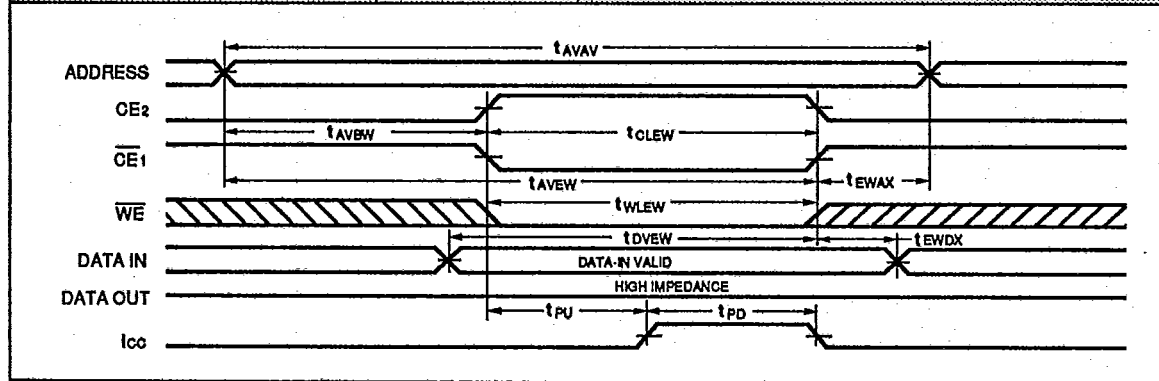 tAVAV
ADDRESS
CE2
tAVBW
tCLEW
CE1
tAVEW
tEWAX
WE
tWLEW
tDVEW
tEWDX
DATA IN
DATA-IN VALID
HIGH IMPEDANCE
DATA OUT
tPU
tPD
ICC